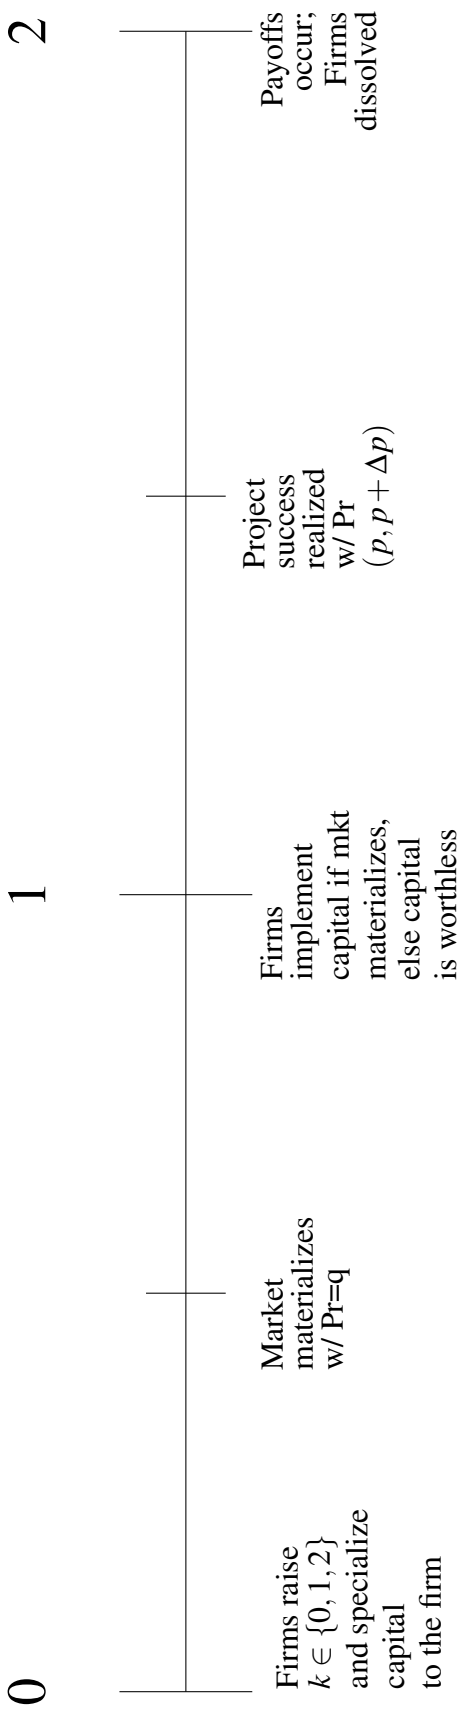 0
1
2
Firms raise
k ∈ {0,1,2}
and specialize
capital
to the firm
Market
materializes
w/ Pr=q
Firms
implement
capital if mkt
materializes,
else capital
is worthless
Project
success
realized
w/ Pr
(p, p+Δp)
Payoffs
occur;
Firms
dissolved